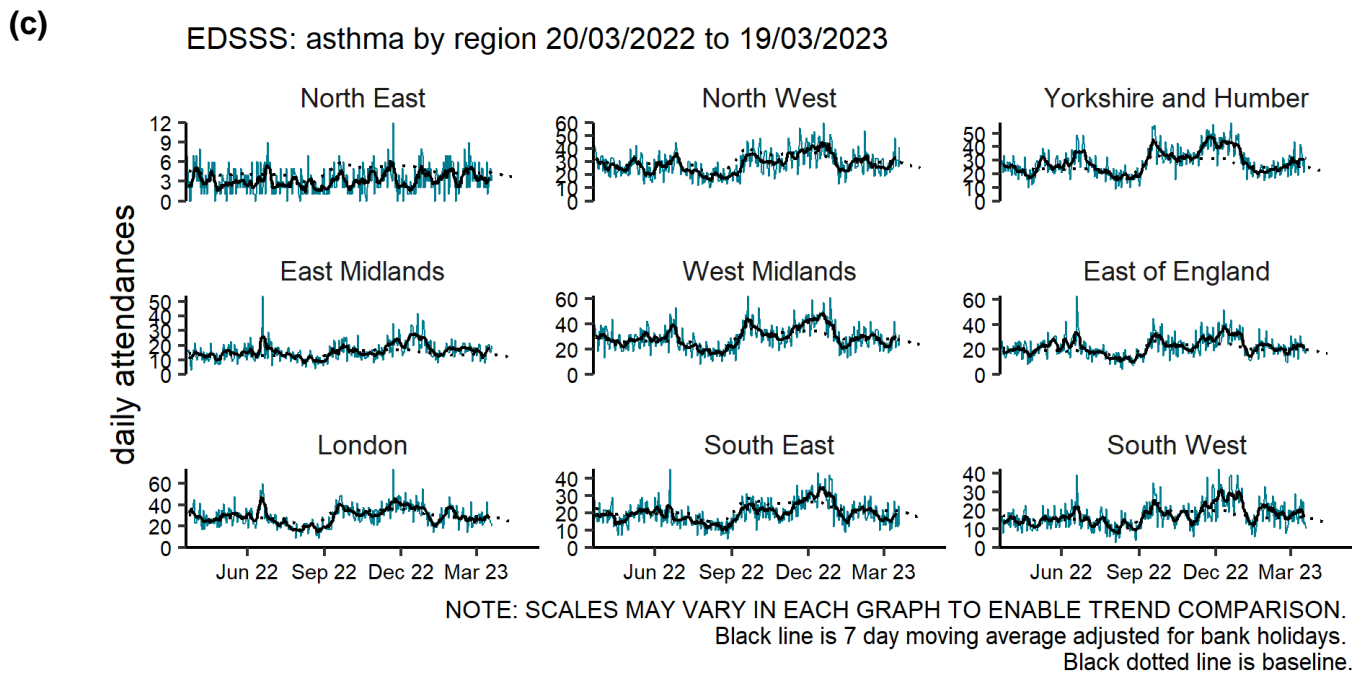 (c)
EDSSS: asthma by region 20/03/2022 to 19/03/2023
daily attendances
North East
12
9
6
3
0
North West
60
50
40
30
20
10
0
Yorkshire and Humber
50
40
30
20
10
0
East Midlands
50
40
30
20
10
0
West Midlands
60
40
20
0
East of England
60
40
20
0
London
60
40
20
0
Jun 22 Sep 22 Dec 22 Mar 23
South East
40
30
20
10
0
Jun 22 Sep 22 Dec 22 Mar 23
South West
40
30
20
10
0
Jun 22 Sep 22 Dec 22 Mar 23
NOTE: SCALES MAY VARY IN EACH GRAPH TO ENABLE TREND COMPARISON.
Black line is 7 day moving average adjusted for bank holidays.
Black dotted line is baseline.